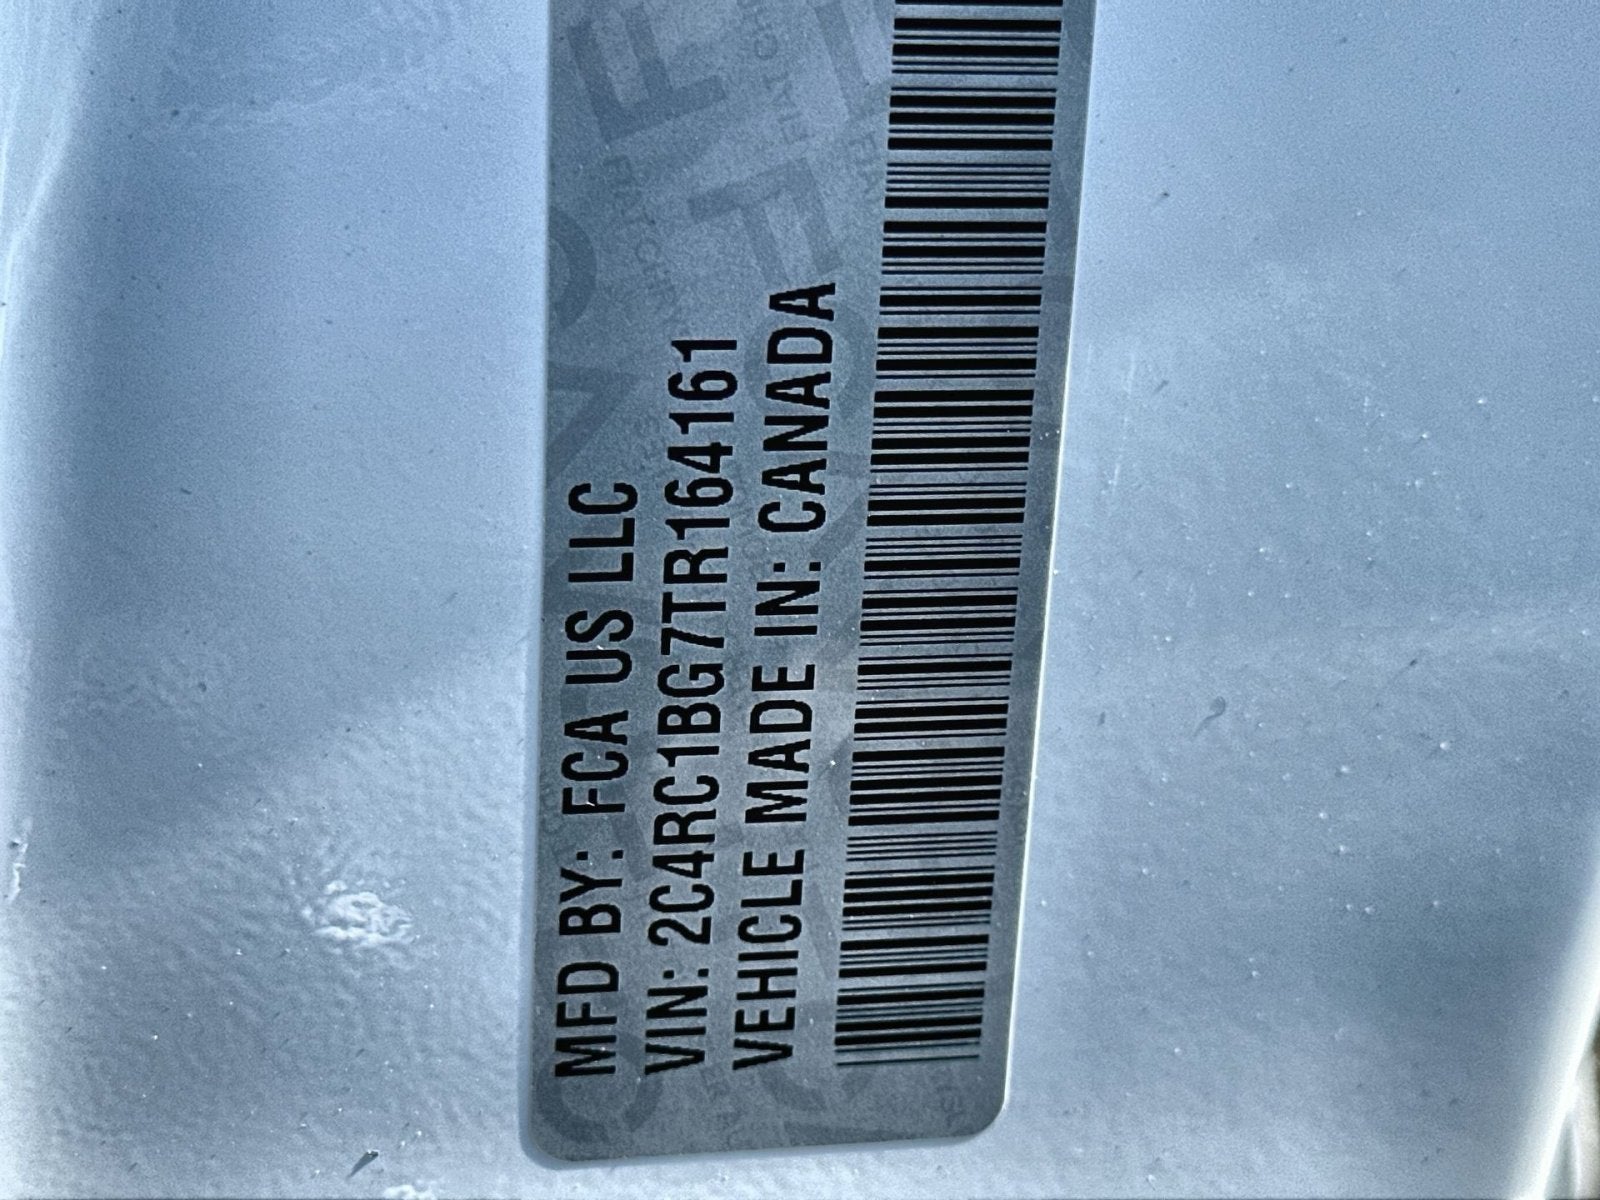 MFD BY: FCA US LLC
VIN: 2C4RC1BG7TR164161
VEHICLE MADE IN: CANADA